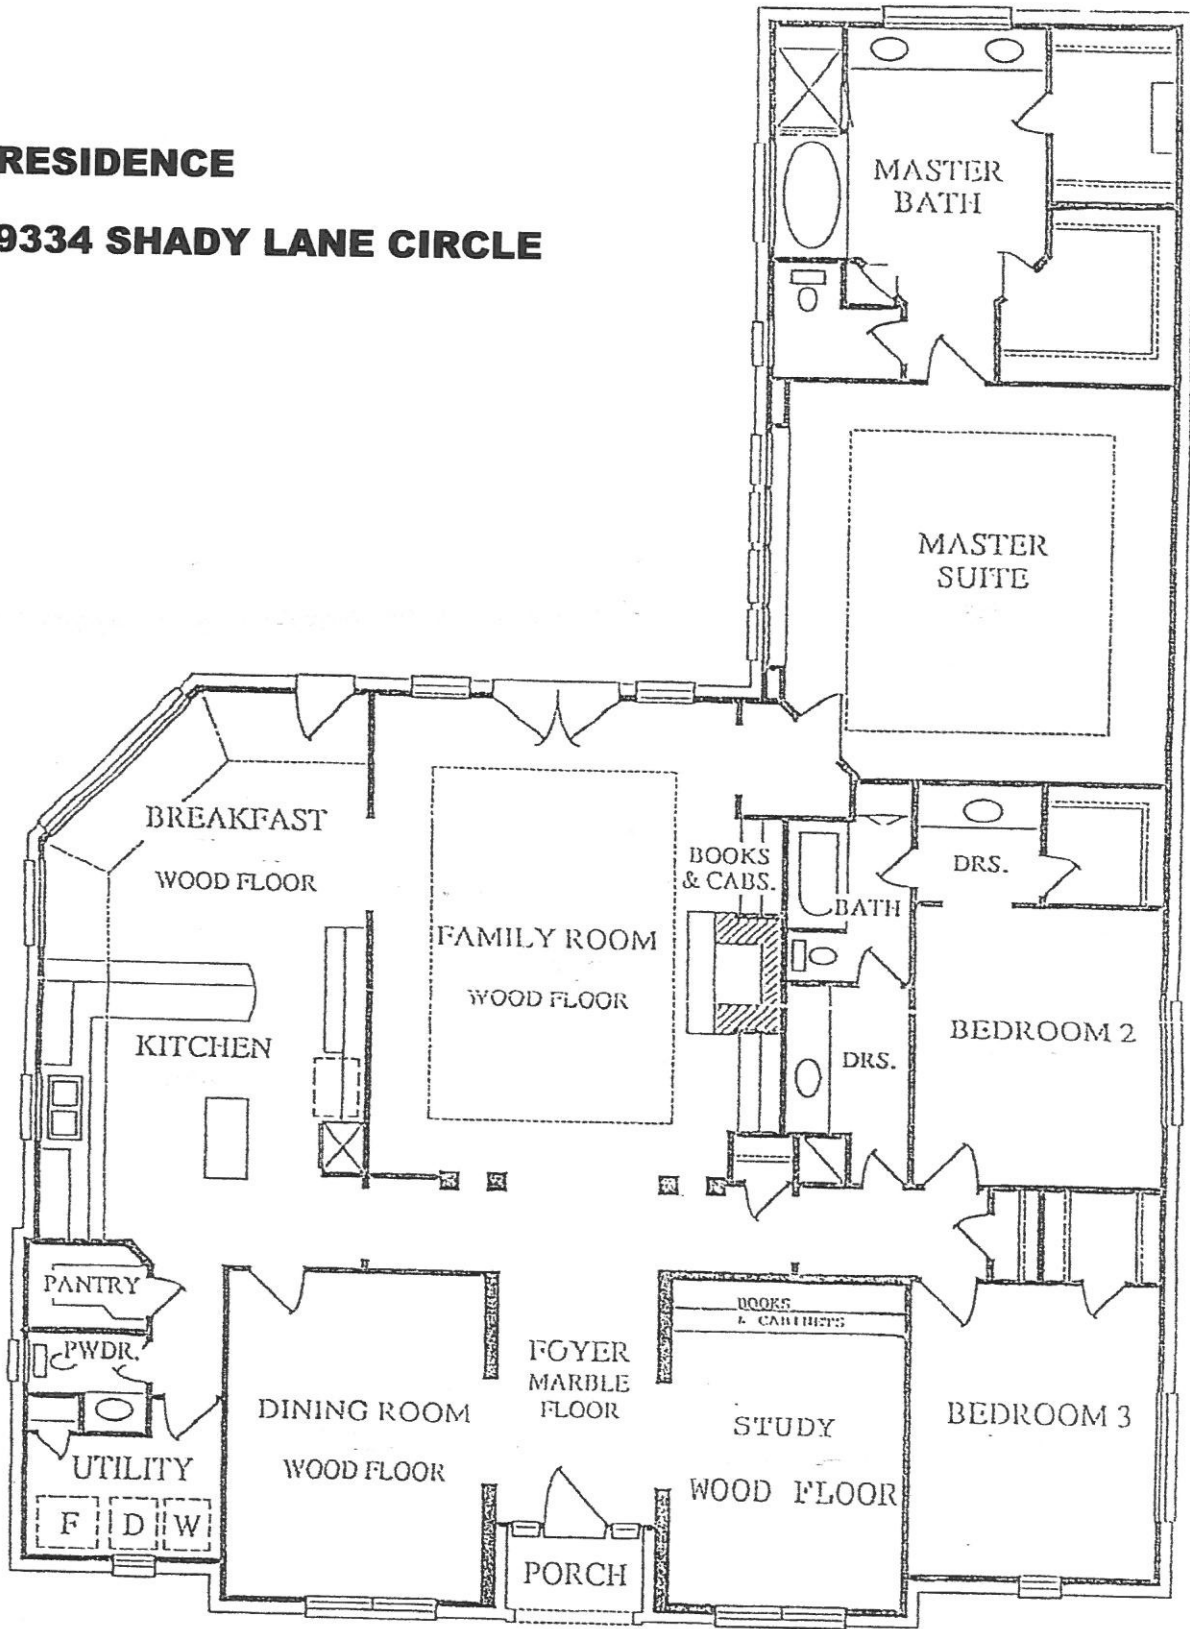 RESIDENCE
9334 SHADY LANE CIRCLE
MASTER
BATH
MASTER
SUITE
BREAKFAST
WOOD FLOOR
BOOKS
& CABS.
DRS.
BATH
FAMILY ROOM
WOOD FLOOR
KITCHEN
DRS.
BEDROOM 2
PANTRY
BOOKS
& CABINETS
PWDR.
FOYER
MARBLE
FLOOR
DINING ROOM
WOOD FLOOR
STUDY
WOOD FLOOR
BEDROOM 3
UTILITY
F D W
PORCH